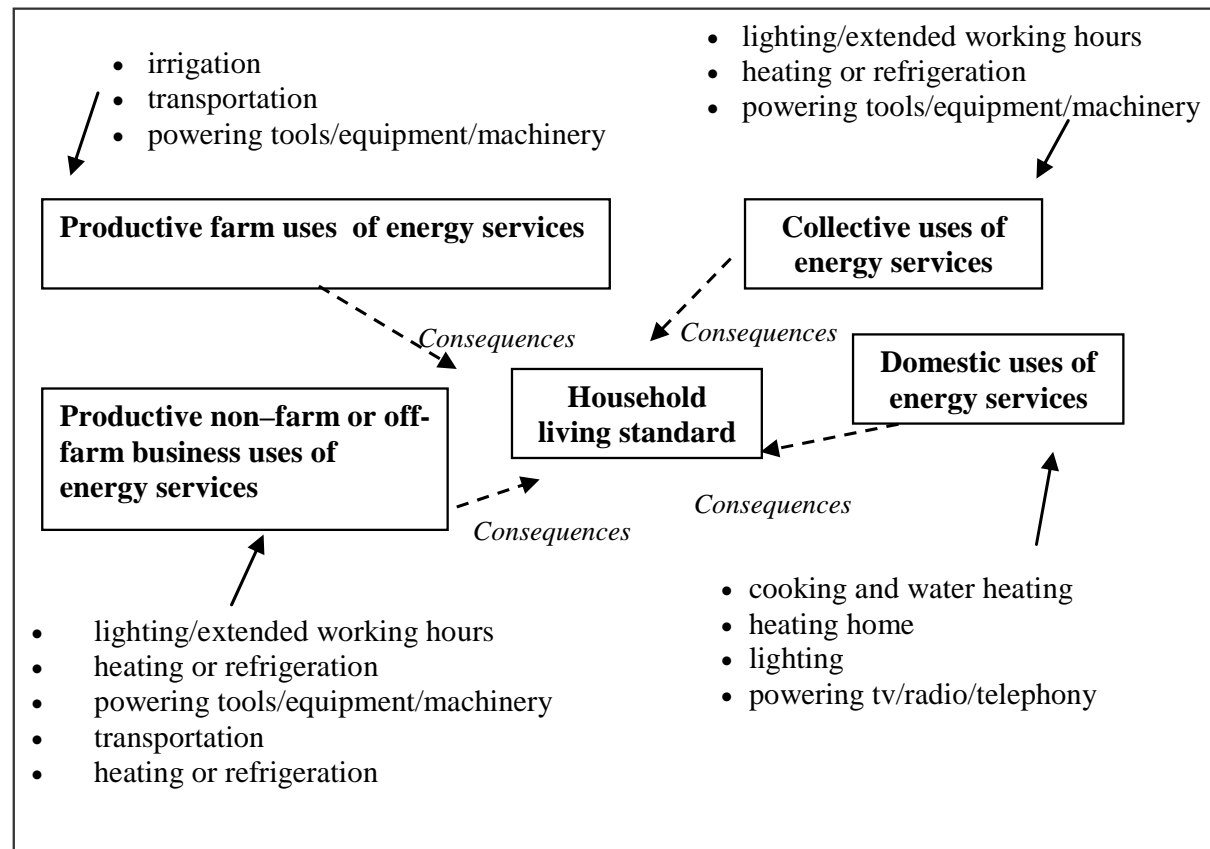 • irrigation
• transportation
• powering tools/equipment/machinery
• lighting/extended working hours
• heating or refrigeration
• powering tools/equipment/machinery
Productive farm uses of energy services
Collective uses of
energy services
Consequences
Consequences
Domestic uses of
energy services
Household
living standard
Productive non–farm or off-
farm business uses of
energy services
Consequences
Consequences
• lighting/extended working hours
• heating or refrigeration
• powering tools/equipment/machinery
• transportation
• heating or refrigeration
• cooking and water heating
• heating home
• lighting
• powering tv/radio/telephony